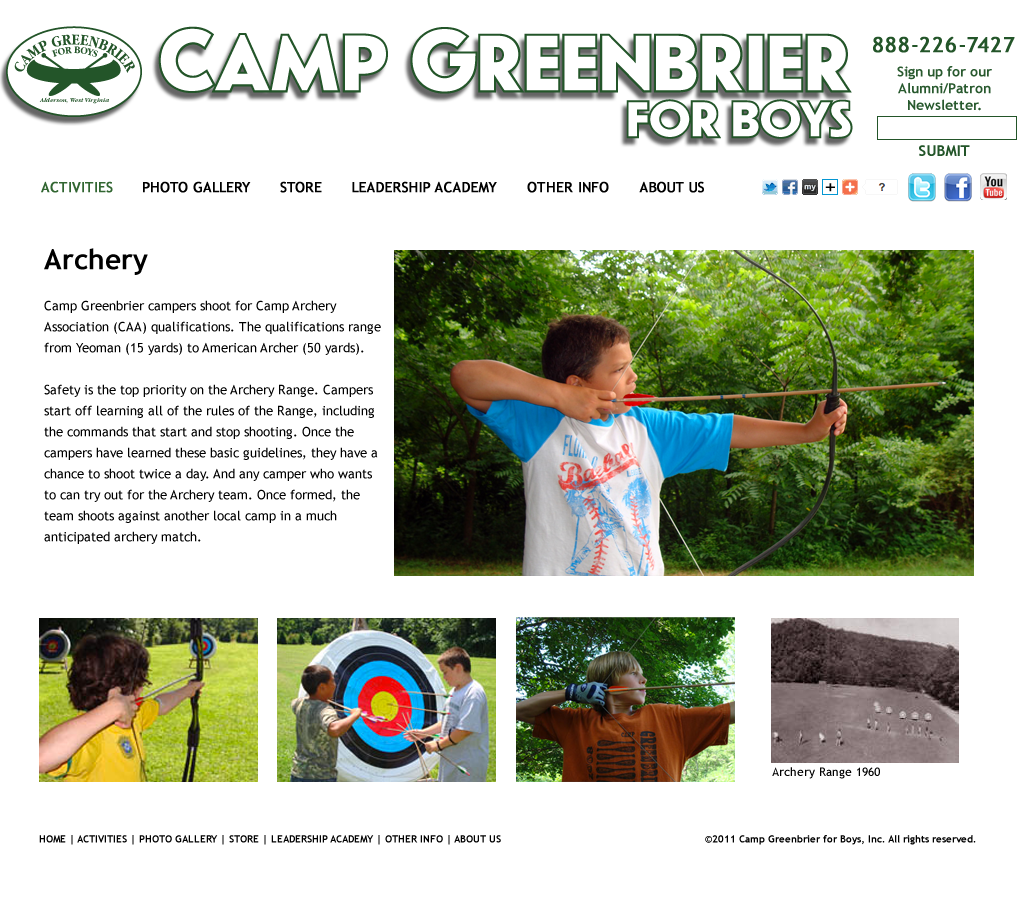 CAMP GREENBRIER
FOR BOYS
Alderson, West Virginia
CAMP GREENBRIER
FOR BOYS
888-226-7427
Sign up for our
Alumni/Patron
Newsletter.
SUBMIT
ACTIVITIES PHOTO GALLERY STORE LEADERSHIP ACADEMY OTHER INFO ABOUT US
my
?
You
Tube
Archery
Camp Greenbrier campers shoot for Camp Archery
Association (CAA) qualifications. The qualifications range
from Yeoman (15 yards) to American Archer (50 yards).
Safety is the top priority on the Archery Range. Campers
start off learning all of the rules of the Range, including
the commands that start and stop shooting. Once the
campers have learned these basic guidelines, they have a
chance to shoot twice a day. And any camper who wants
to can try out for the Archery team. Once formed, the
team shoots against another local camp in a much
anticipated archery match.
Baseball
Archery Range 1960
HOME | ACTIVITIES | PHOTO GALLERY | STORE | LEADERSHIP ACADEMY | OTHER INFO | ABOUT US
©2011 Camp Greenbrier for Boys, Inc. All rights reserved.